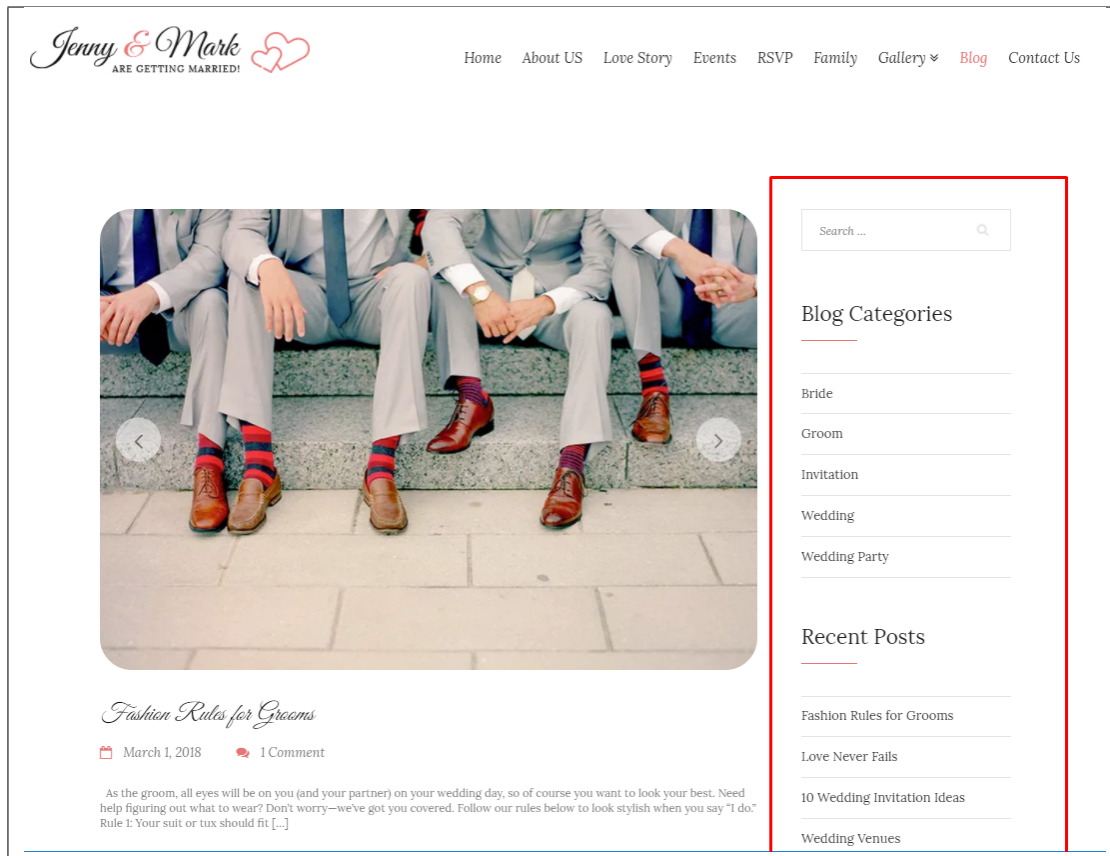 Jenny & Mark
ARE GETTING MARRIED!
Home About US Love Story Events RSVP Family Gallery Blog Contact Us
Search ...
Blog Categories
Bride
Groom
Invitation
Wedding
Wedding Party
Recent Posts
Fashion Rules for Grooms
Love Never Fails
10 Wedding Invitation Ideas
Wedding Venues
Fashion Rules for Grooms
March 1, 2018 1 Comment
As the groom, all eyes will be on you (and your partner) on your wedding day, so of course you want to look your best. Need
help figuring out what to wear? Don't worry—we've got you covered. Follow our rules below to look stylish when you say “I do.”
Rule 1: Your suit or tux should fit [...]